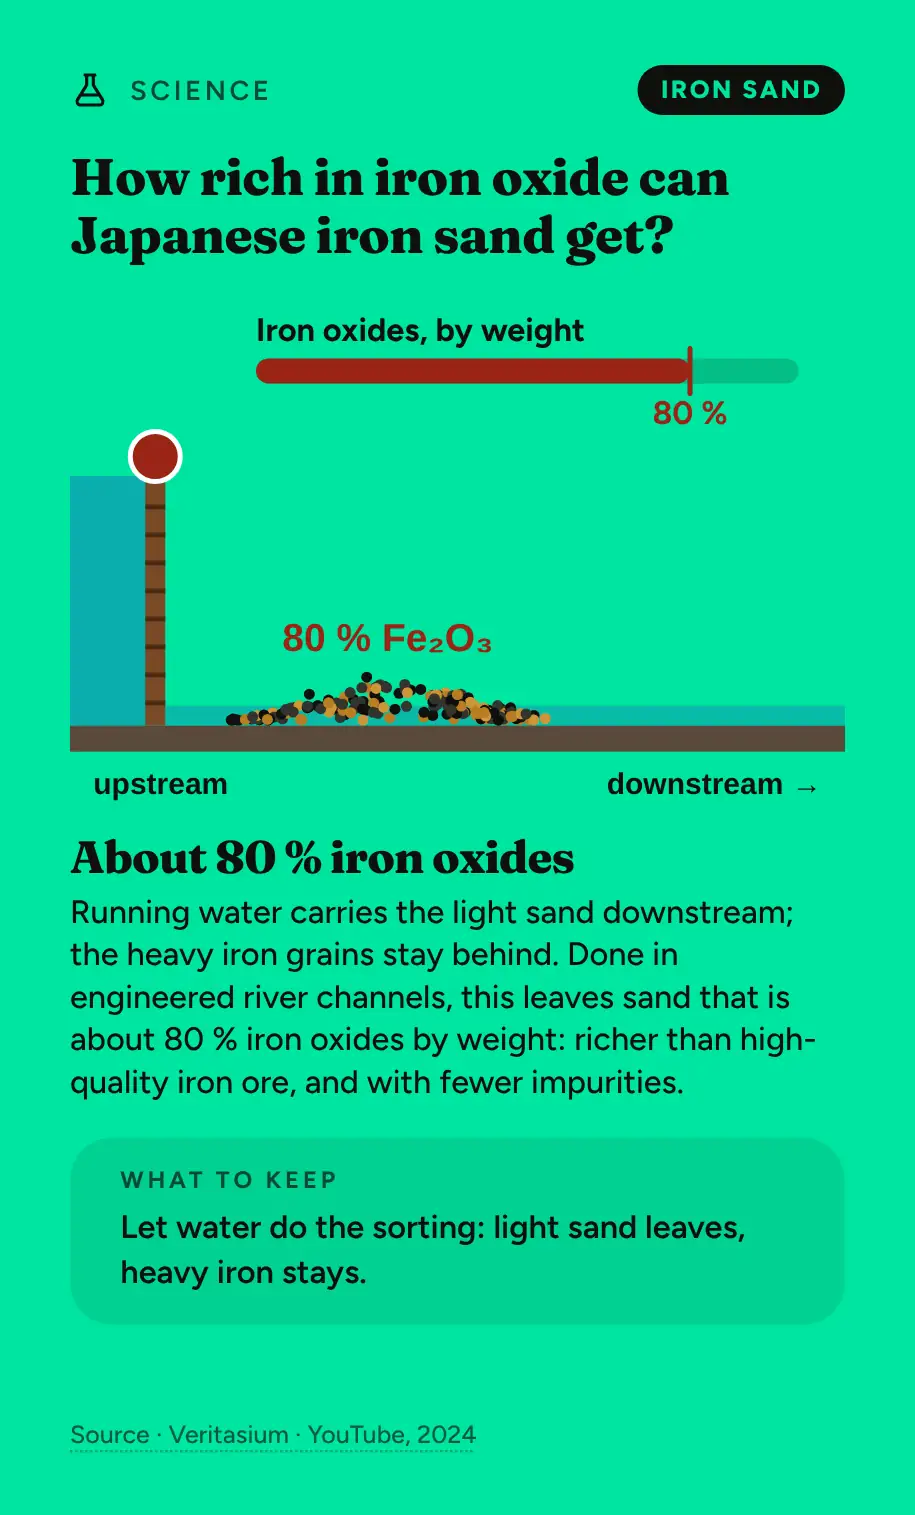 SCIENCE
IRON SAND
How rich in iron oxide can
Japanese iron sand get?
Iron oxides, by weight
80 %
80 % Fe₂O₃
upstream
downstream →
About 80 % iron oxides
Running water carries the light sand downstream;
the heavy iron grains stay behind. Done in
engineered river channels, this leaves sand that is
about 80 % iron oxides by weight: richer than high-
quality iron ore, and with fewer impurities.
WHAT TO KEEP
Let water do the sorting: light sand leaves,
heavy iron stays.
Source · Veritasium · YouTube, 2024